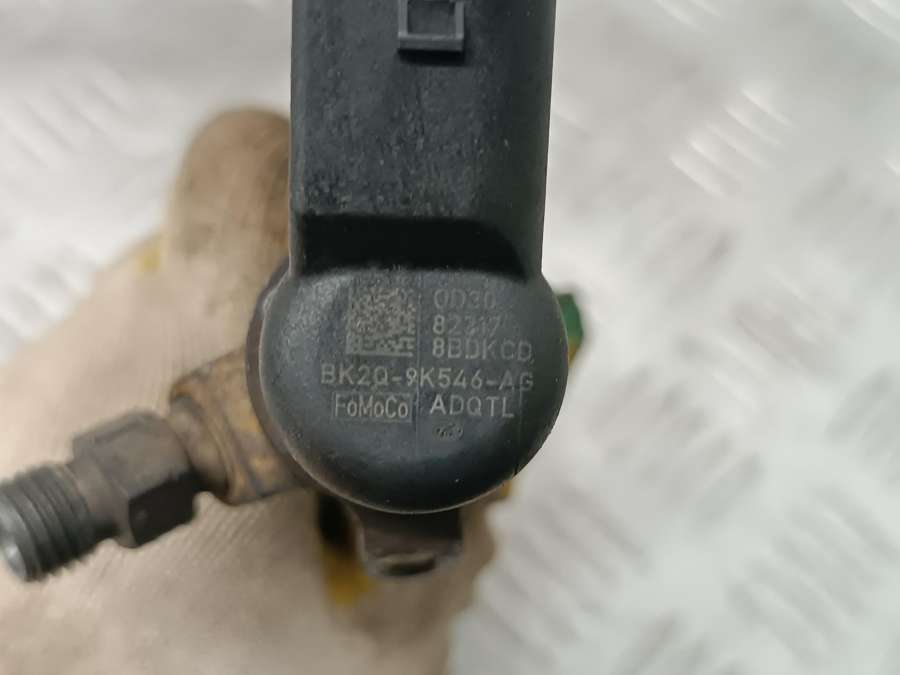 0D30
82317
8BDKCD
BK2Q-9K546-AG
FoMoCo ADQTL